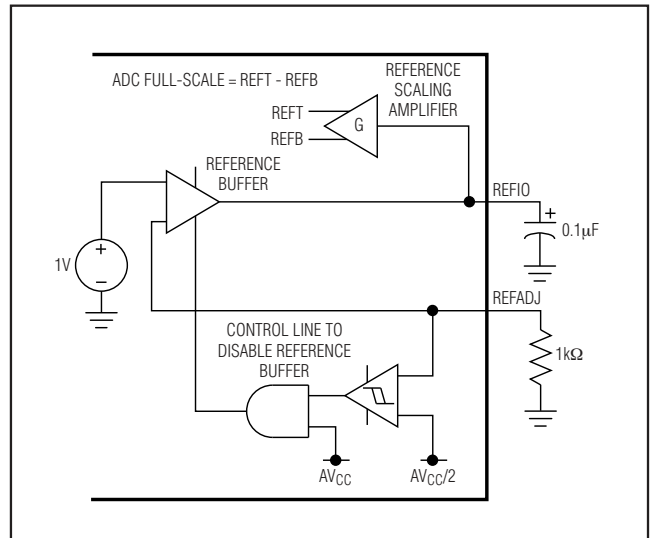 ADC FULL-SCALE = REFT - REFB
REFERENCE
SCALING
AMPLIFIER
REFT
REFB
G
REFERENCE
BUFFER
REFIO
+
0.1μF
1V
+
−
REFADJ
CONTROL LINE TO
DISABLE REFERENCE
BUFFER
1kΩ
AVCC
AVCC/2